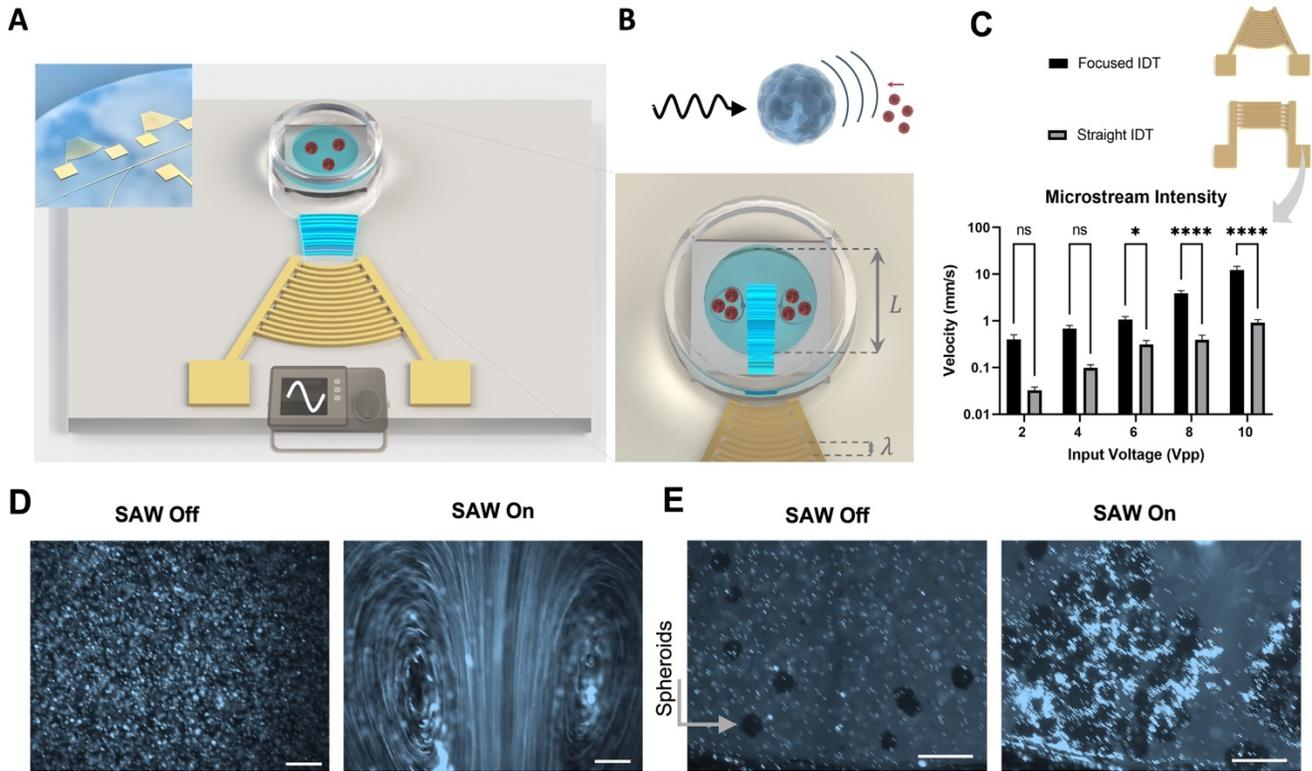 A
B
C
Focused IDT
Straight IDT
L
λ
Microstream Intensity
ns ns * **** ****
100
10
1
0.1
0.01
Velocity (mm/s)
2 4 6 8 10
Input Voltage (Vpp)
D
SAW Off
SAW On
E
SAW Off
SAW On
Spheroids